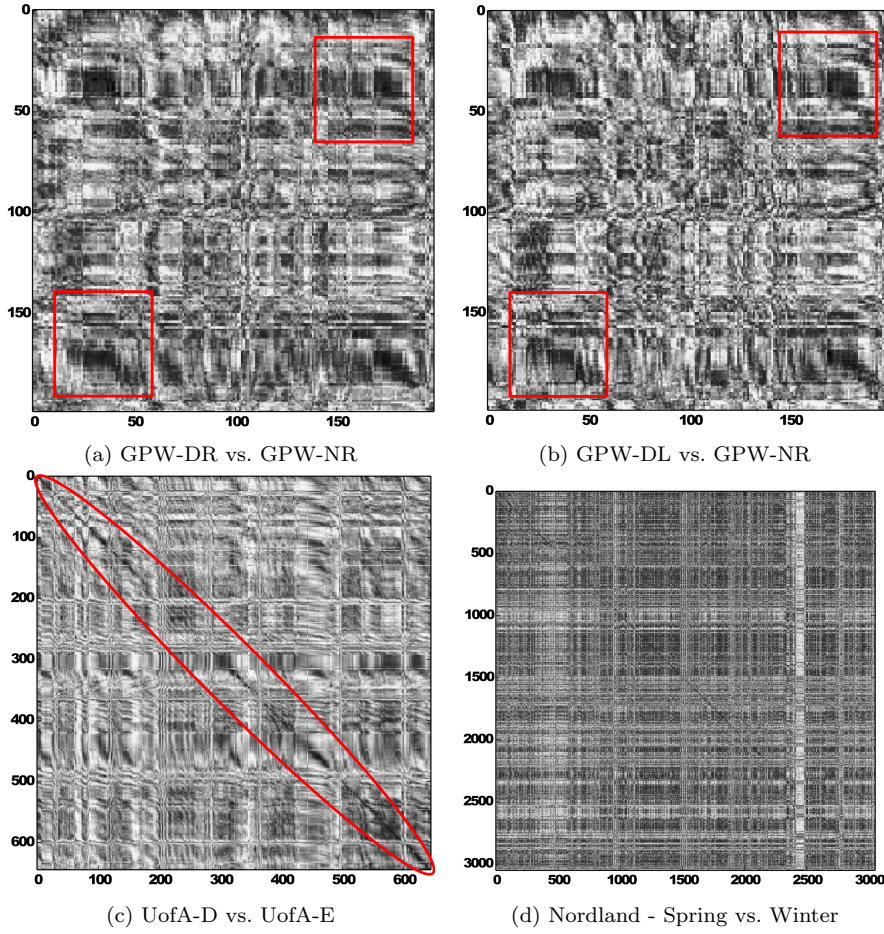 0
50
100
150
0 50 100 150
(a) GPW-DR vs. GPW-NR
0
50
100
150
0 50 100 150
(b) GPW-DL vs. GPW-NR
0
100
200
300
400
500
600
0 100 200 300 400 500 600
(c) UofA-D vs. UofA-E
0
500
1000
1500
2000
2500
3000
0 500 1000 1500 2000 2500 3000
(d) Nordland - Spring vs. Winter